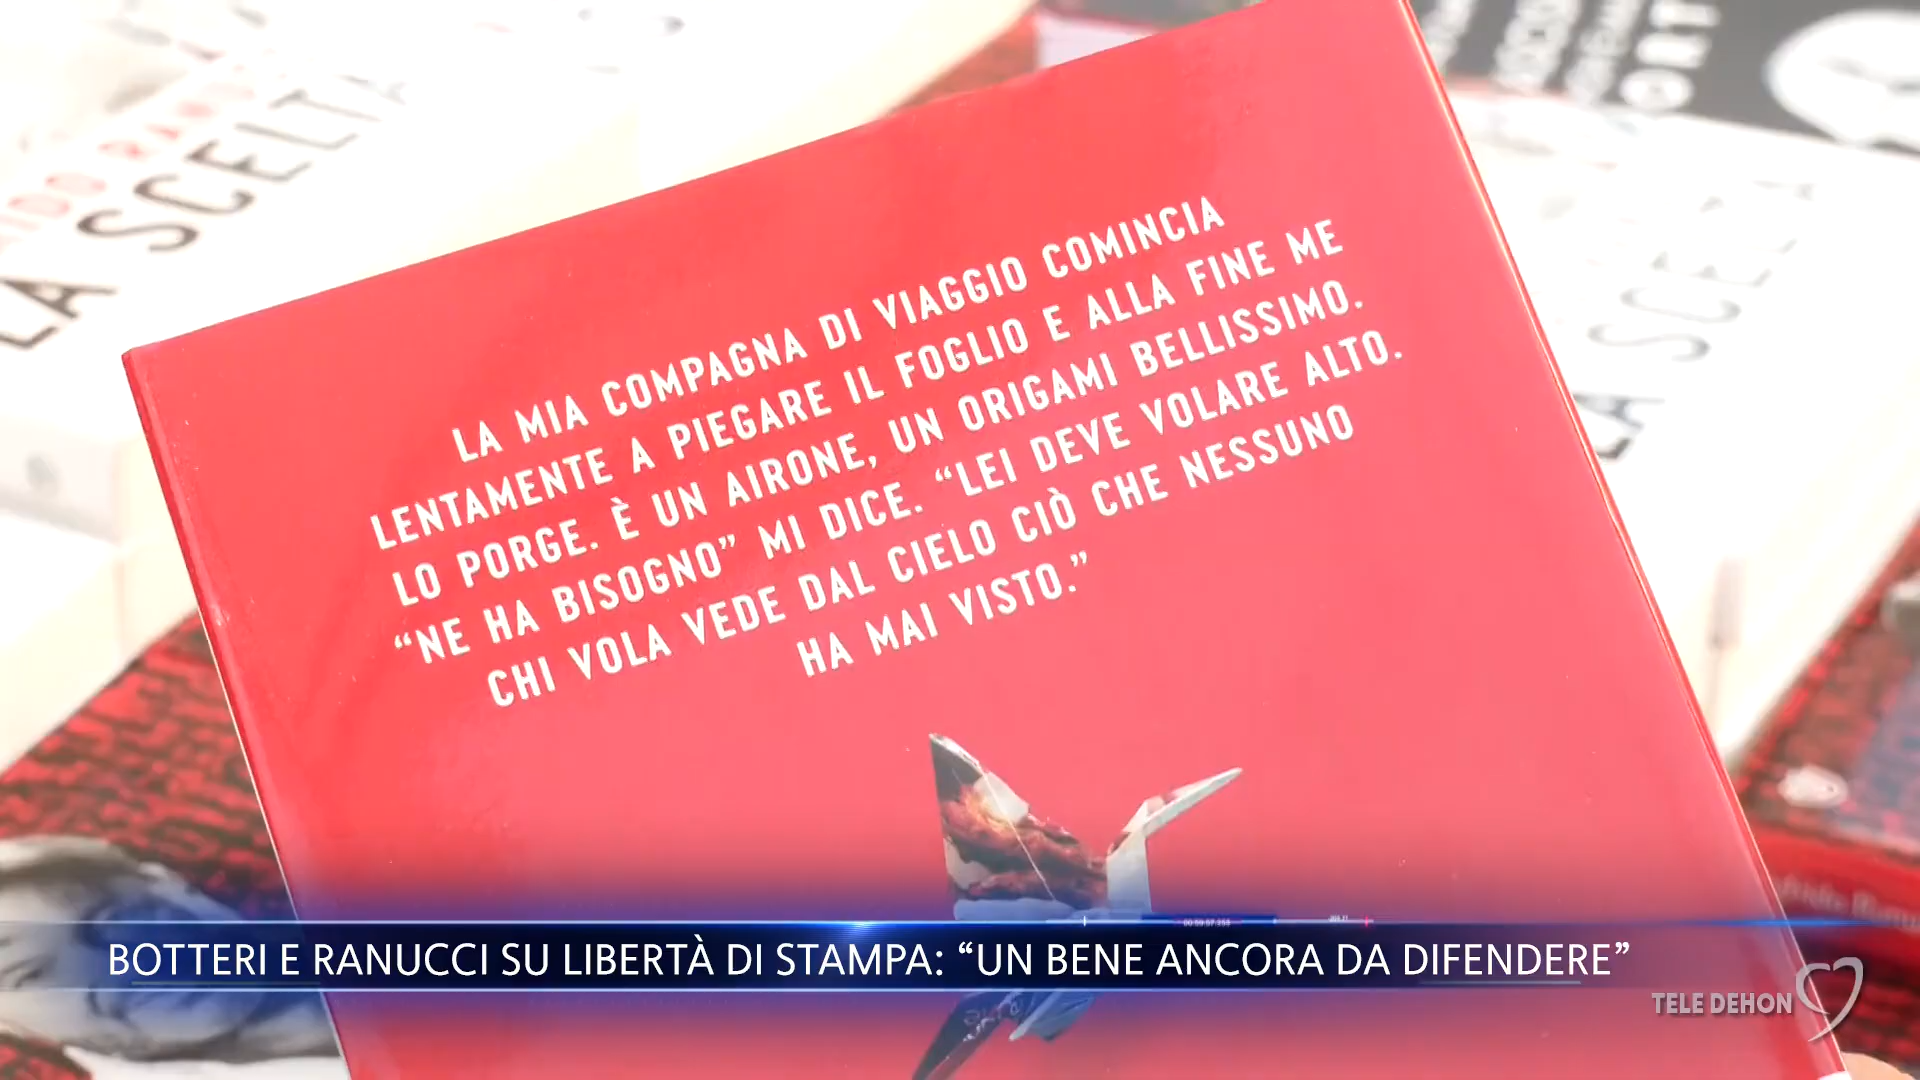 LA SCELTA
LA MIA COMPAGNA DI VIAGGIO COMINCIA
LENTAMENTE A PIEGARE IL FOGLIO E ALLA FINE ME
LO PORGE. È UN AIRONE, UN ORIGAMI BELLISSIMO.
“NE HA BISOGNO” MI DICE. “LEI DEVE VOLARE ALTO.
CHI VOLA VEDE DAL CIELO CIÒ CHE NESSUNO
HA MAI VISTO.”
LA SCELTA
BOTTERI E RANUCCI SU LIBERTÀ DI STAMPA: “UN BENE ANCORA DA DIFENDERE”
TELE DEHON